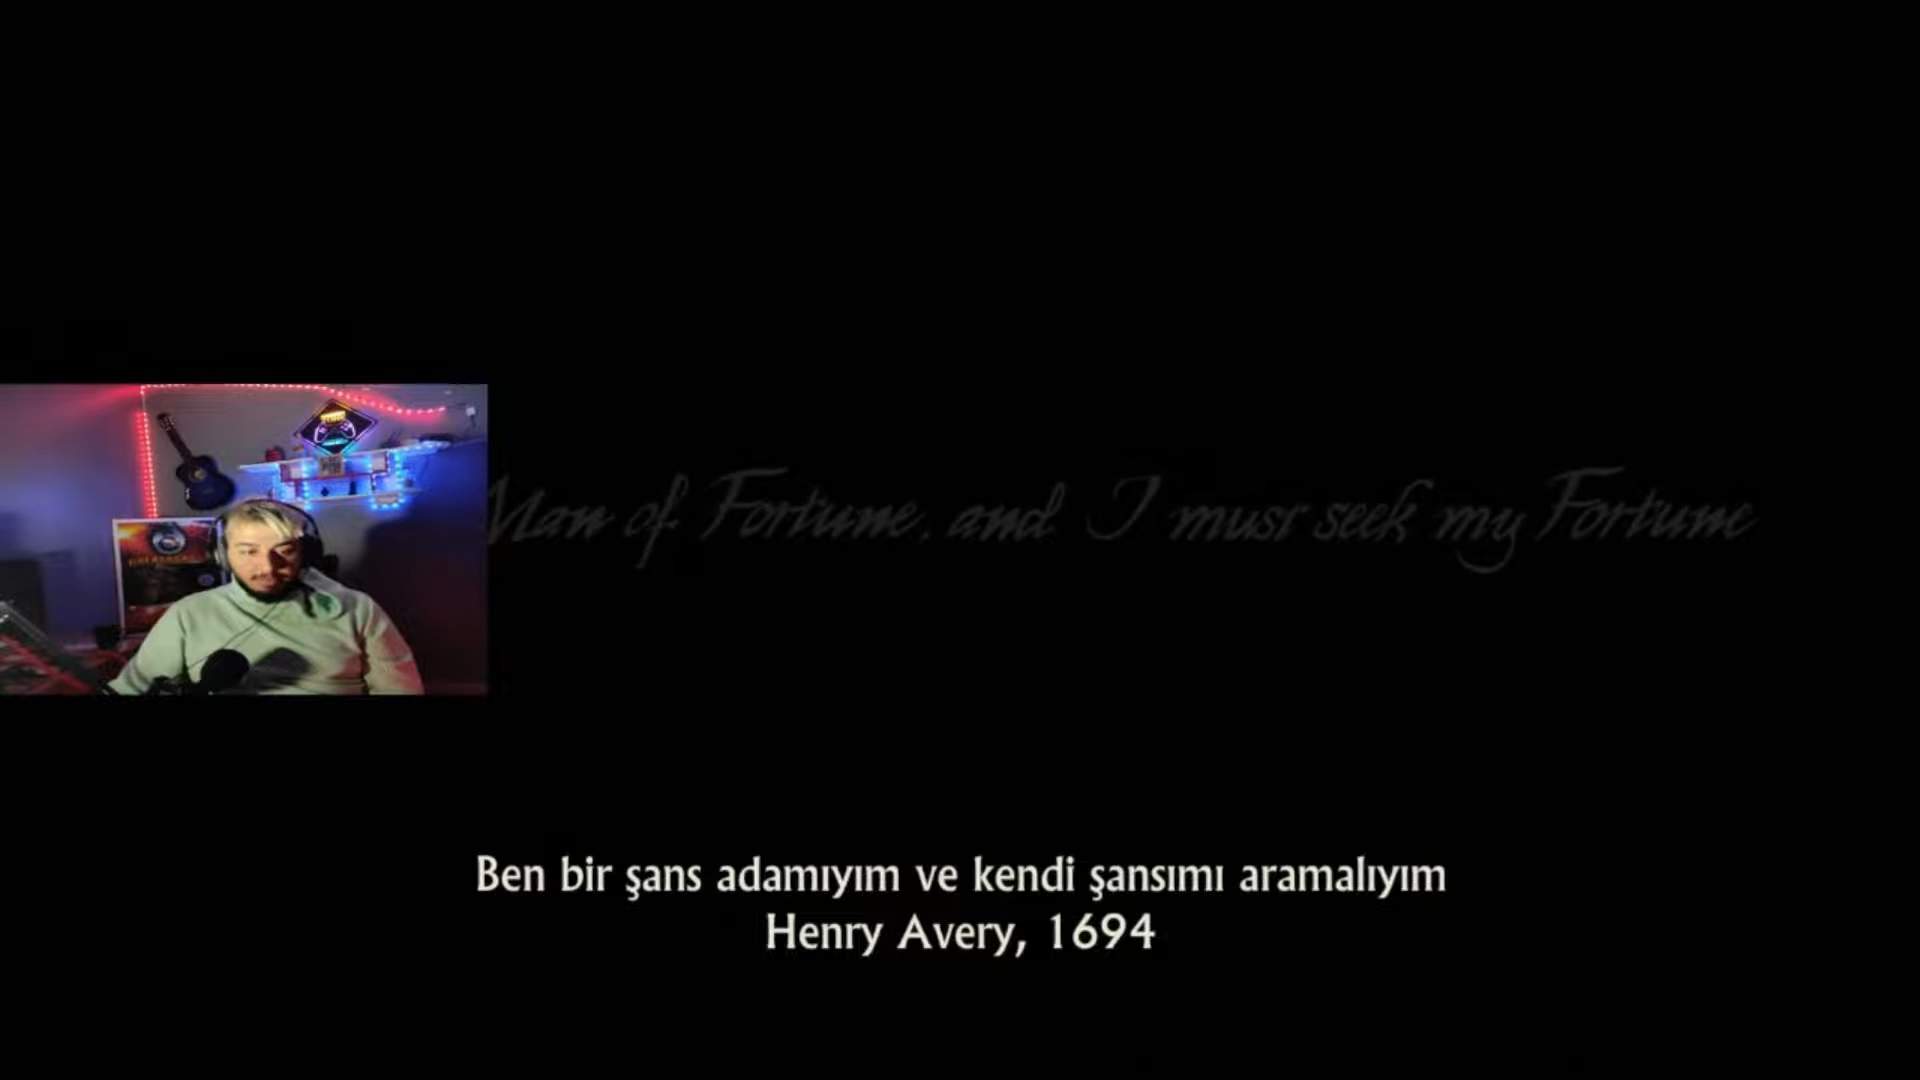 Man of Fortune, and I must seek my Fortune
Ben bir şans adamıyım ve kendi şansımı aramalıyım
Henry Avery, 1694